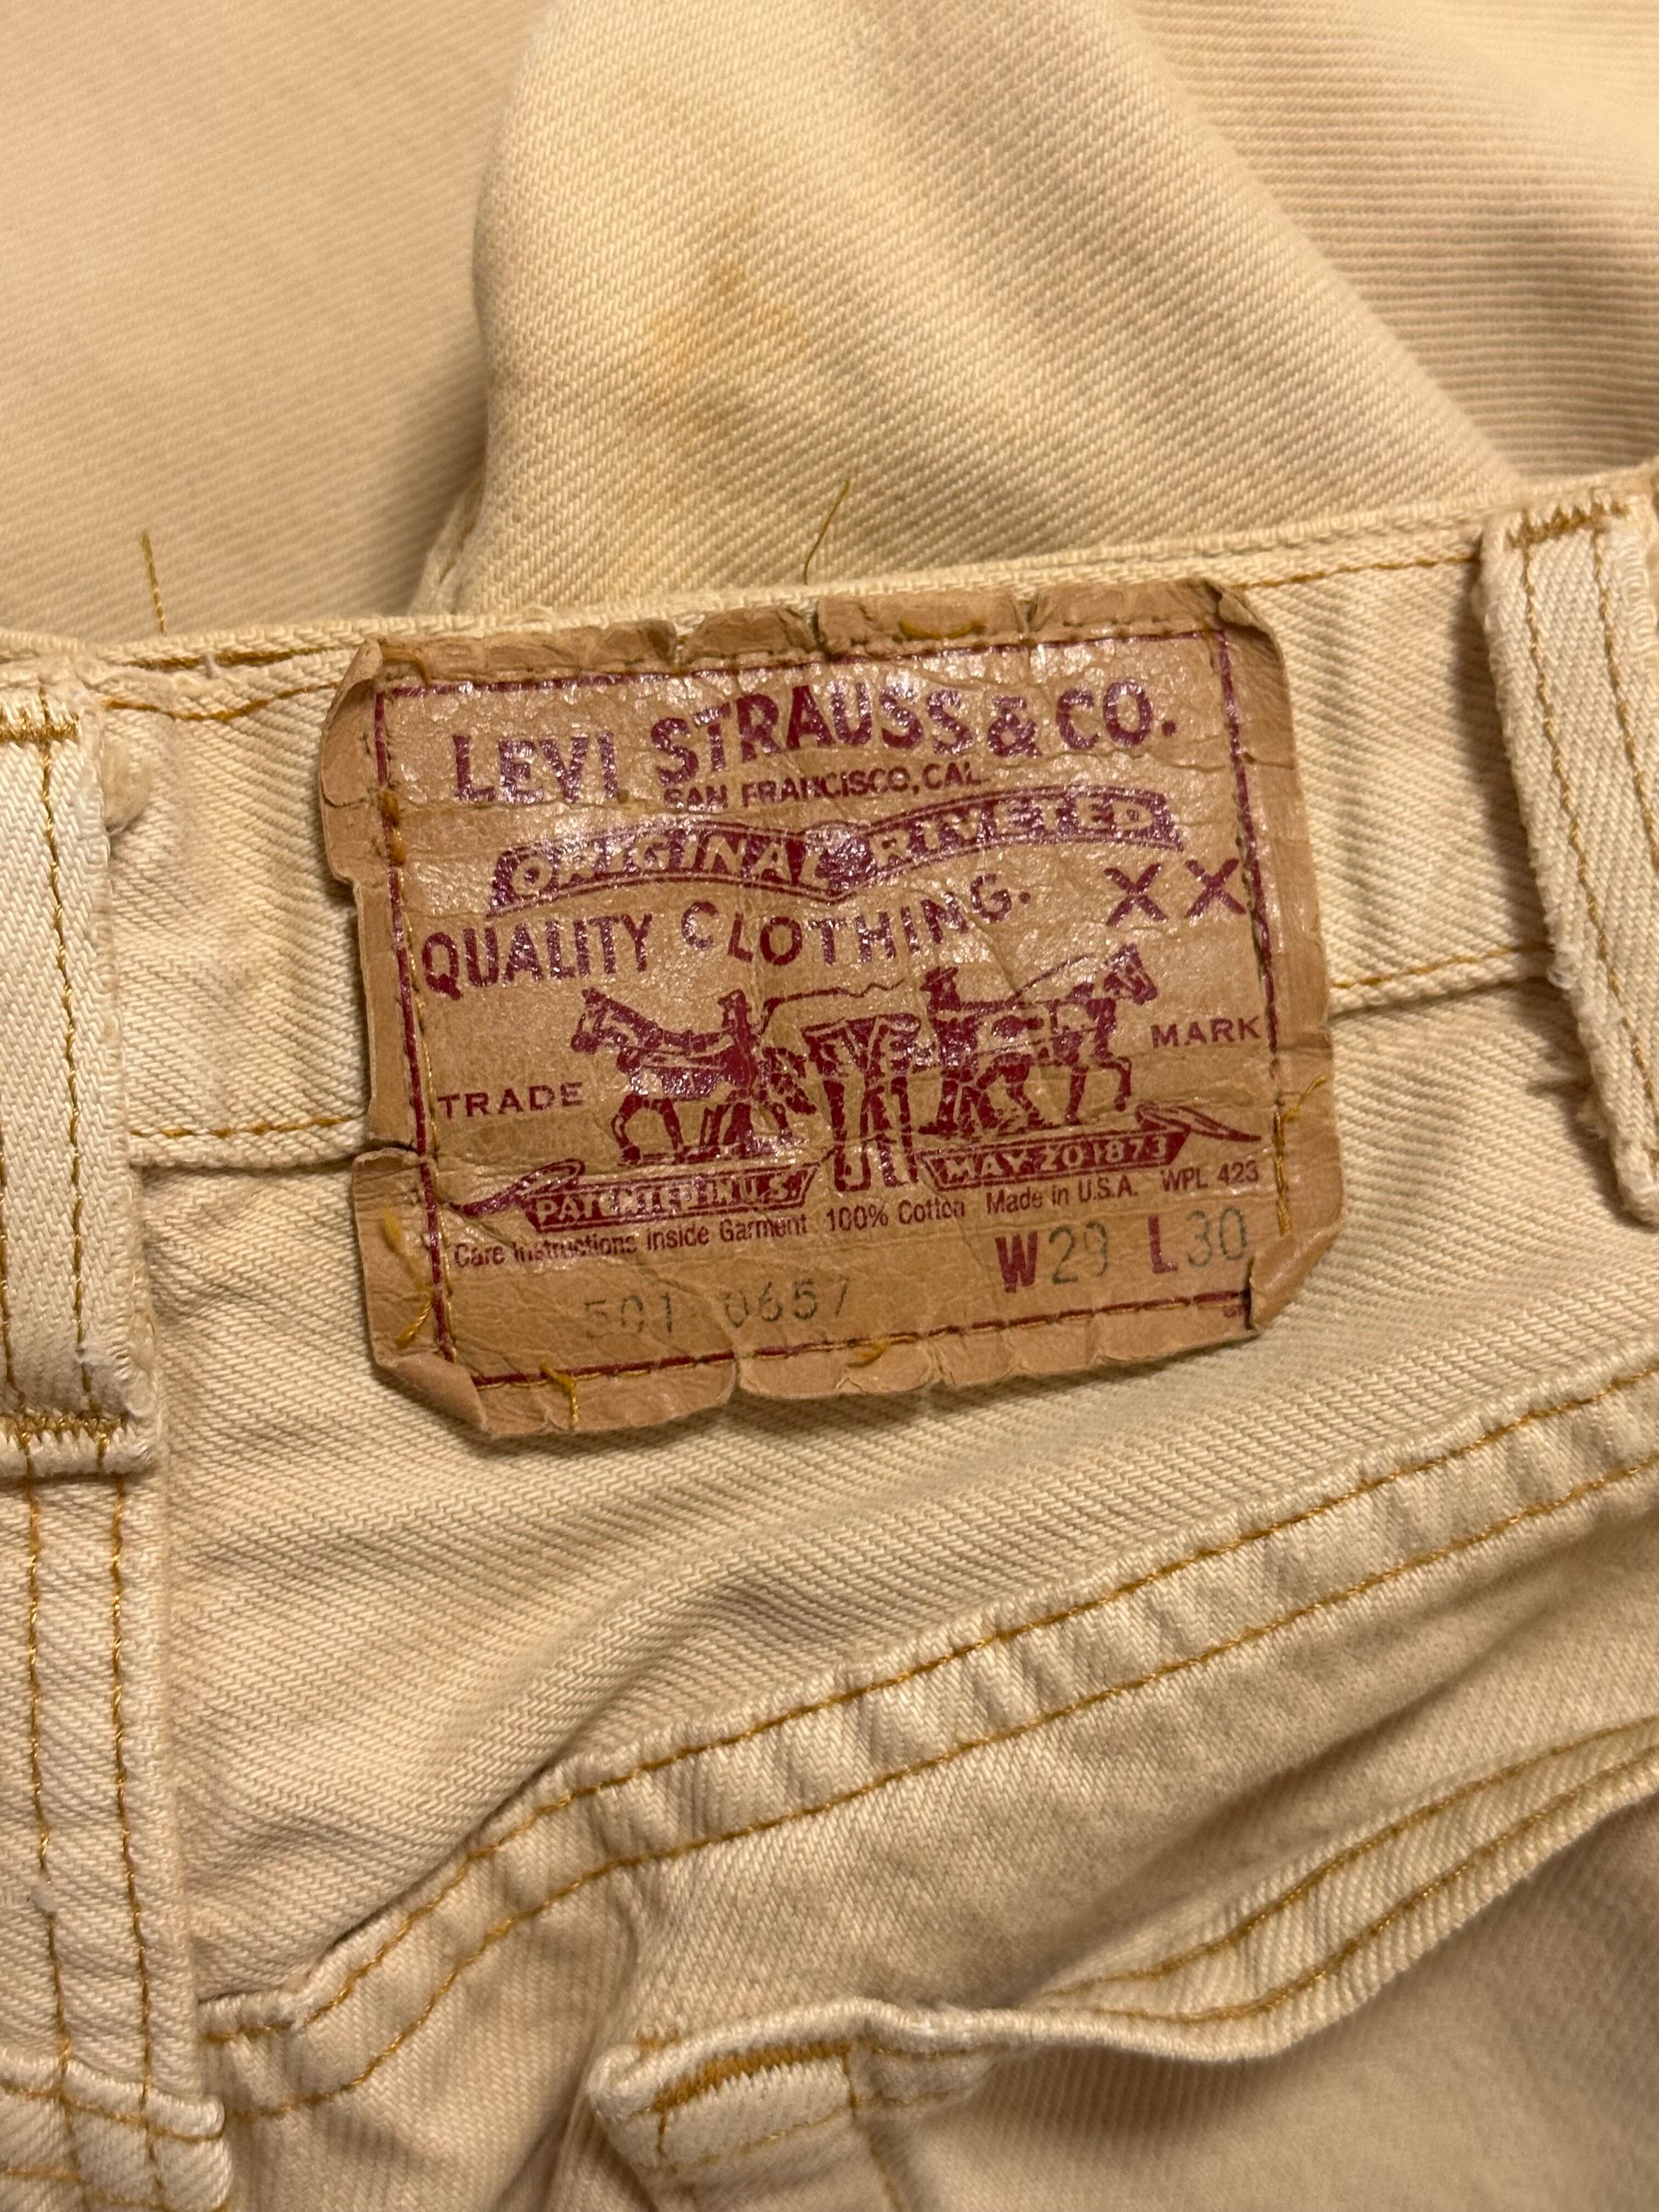 LEVI STRAUSS & CO.
SAN FRANCISCO, CAL.
ORIGINAL RIVETED
QUALITY CLOTHING. XX
TRADE MARK
PATENTED IN U.S. MAY 20 1873
Care Instructions Inside Garment 100% Cotton Made in U.S.A. WPL 423
W29 L30
501 0657